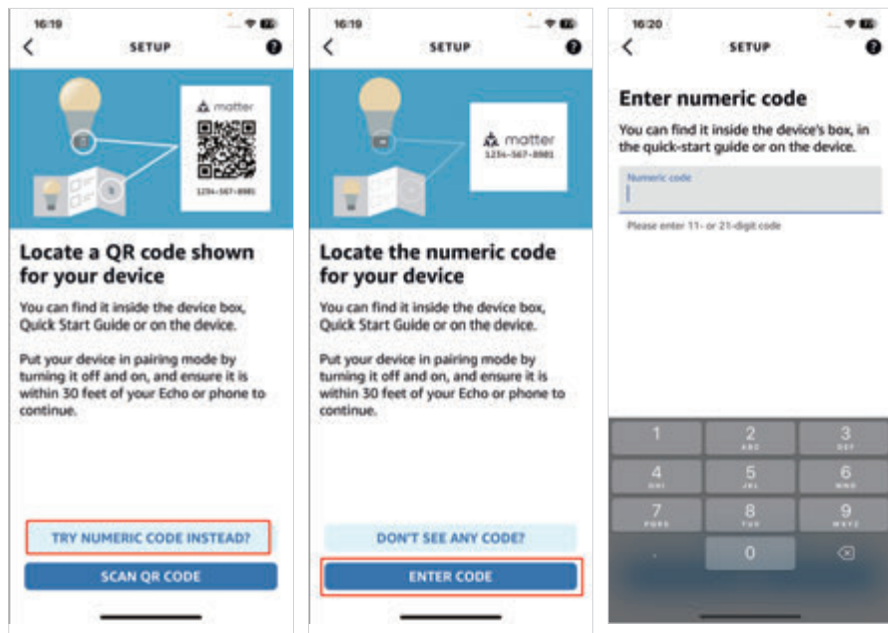 16:19
SETUP
matter
1234-567-8901
Locate a QR code shown
for your device
You can find it inside the device box,
Quick Start Guide or on the device.
Put your device in pairing mode by
turning it off and on, and ensure it is
within 30 feet of your Echo or phone to
continue.
TRY NUMERIC CODE INSTEAD?
SCAN QR CODE
16:19
SETUP
matter
1234-567-8901
Locate the numeric code
for your device
You can find it inside the device box,
Quick Start Guide or on the device.
Put your device in pairing mode by
turning it off and on, and ensure it is
within 30 feet of your Echo or phone to
continue.
DON'T SEE ANY CODE?
ENTER CODE
16:20
SETUP
Enter numeric code
You can find it inside the device's box, in
the quick-start guide or on the device.
Numeric code
Please enter 11- or 21-digit code
1 2 3
ABC DEF
4 5 6
GHI JKL MNO
7 8 9
PQRS TUV WXYZ
0